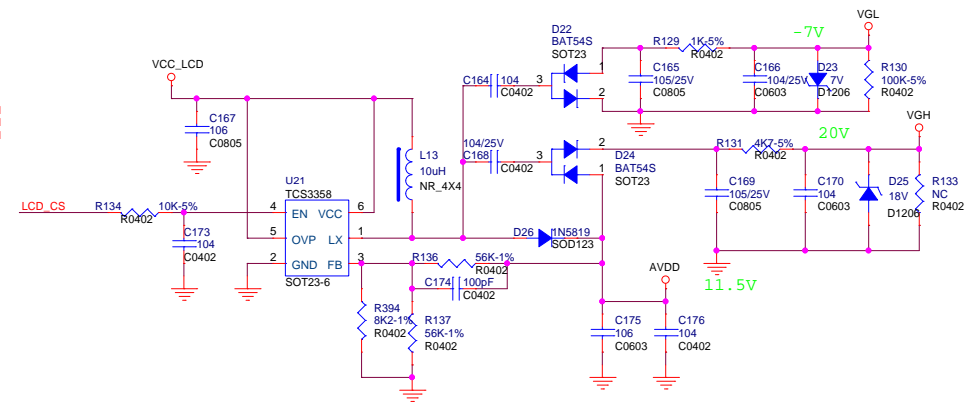 VCC_LCD
C167
106
C0805
LCD_CS
R134
10K-5%
R0402
C173
104
C0402
U21
TCS3358
4 EN VCC 6
5 OVP LX 1
2 GND FB 3
SOT23-6
L13
10uH
NR_4X4
C164 104
C0402
104/25V
C168
C0402
D22
BAT54S
SOT23
3
1
2
3
2
1
D24
BAT54S
SOT23
D26 1N5819
SOD123
R136 56K-1%
R0402
C174 100pF
C0402
R394
8K2-1%
R0402
R137
56K-1%
R0402
C165
105/25V
C0805
R129 1K-5%
R0402
C166
104/25V
C0603
-7V
D23
7V
D1206
VGL
R130
100K-5%
R0402
20V
VGH
R131 4K7-5%
R0402
C169
105/25V
C0805
C170
104
C0603
D25
18V
D1206
R133
NC
R0402
11.5V
AVDD
C175
106
C0603
C176
104
C0402